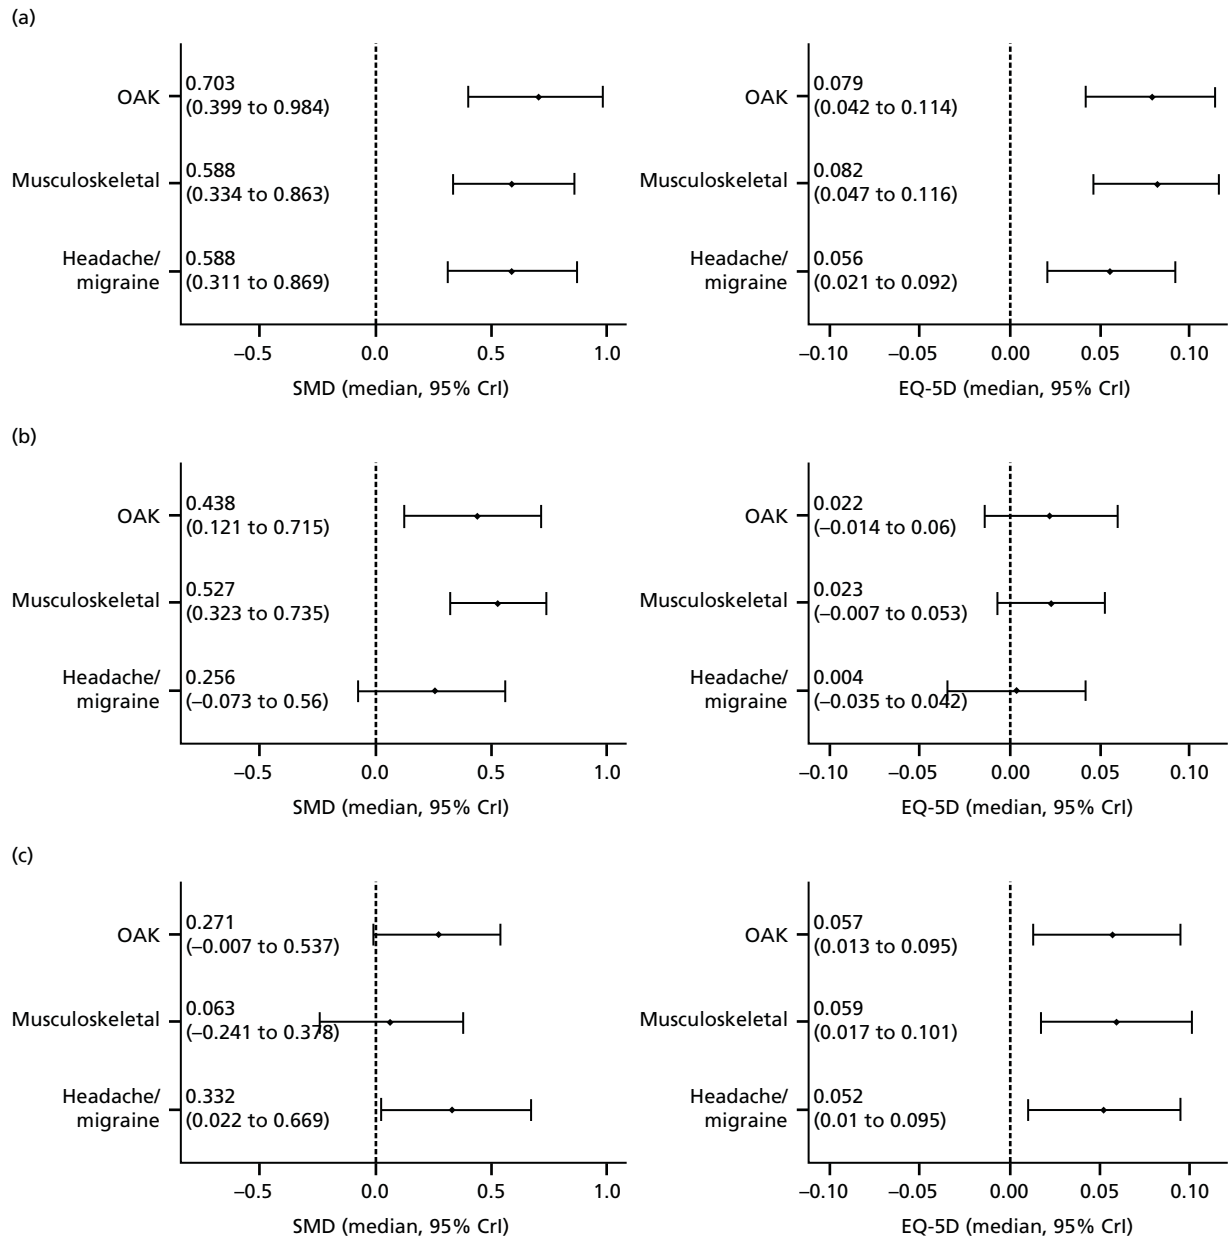 (a)
OAK
0.703
(0.399 to 0.984)
Musculoskeletal
0.588
(0.334 to 0.863)
Headache/
migraine
0.588
(0.311 to 0.869)
–0.5 0.0 0.5 1.0
SMD (median, 95% CrI)
OAK
0.079
(0.042 to 0.114)
Musculoskeletal
0.082
(0.047 to 0.116)
Headache/
migraine
0.056
(0.021 to 0.092)
–0.10 –0.05 0.00 0.05 0.10
EQ-5D (median, 95% CrI)
(b)
OAK
0.438
(0.121 to 0.715)
Musculoskeletal
0.527
(0.323 to 0.735)
Headache/
migraine
0.256
(–0.073 to 0.56)
–0.5 0.0 0.5 1.0
SMD (median, 95% CrI)
OAK
0.022
(–0.014 to 0.06)
Musculoskeletal
0.023
(–0.007 to 0.053)
Headache/
migraine
0.004
(–0.035 to 0.042)
–0.10 –0.05 0.00 0.05 0.10
EQ-5D (median, 95% CrI)
(c)
OAK
0.271
(–0.007 to 0.537)
Musculoskeletal
0.063
(–0.241 to 0.378)
Headache/
migraine
0.332
(0.022 to 0.669)
–0.5 0.0 0.5 1.0
SMD (median, 95% CrI)
OAK
0.057
(0.013 to 0.095)
Musculoskeletal
0.059
(0.017 to 0.101)
Headache/
migraine
0.052
(0.01 to 0.095)
–0.10 –0.05 0.00 0.05 0.10
EQ-5D (median, 95% CrI)